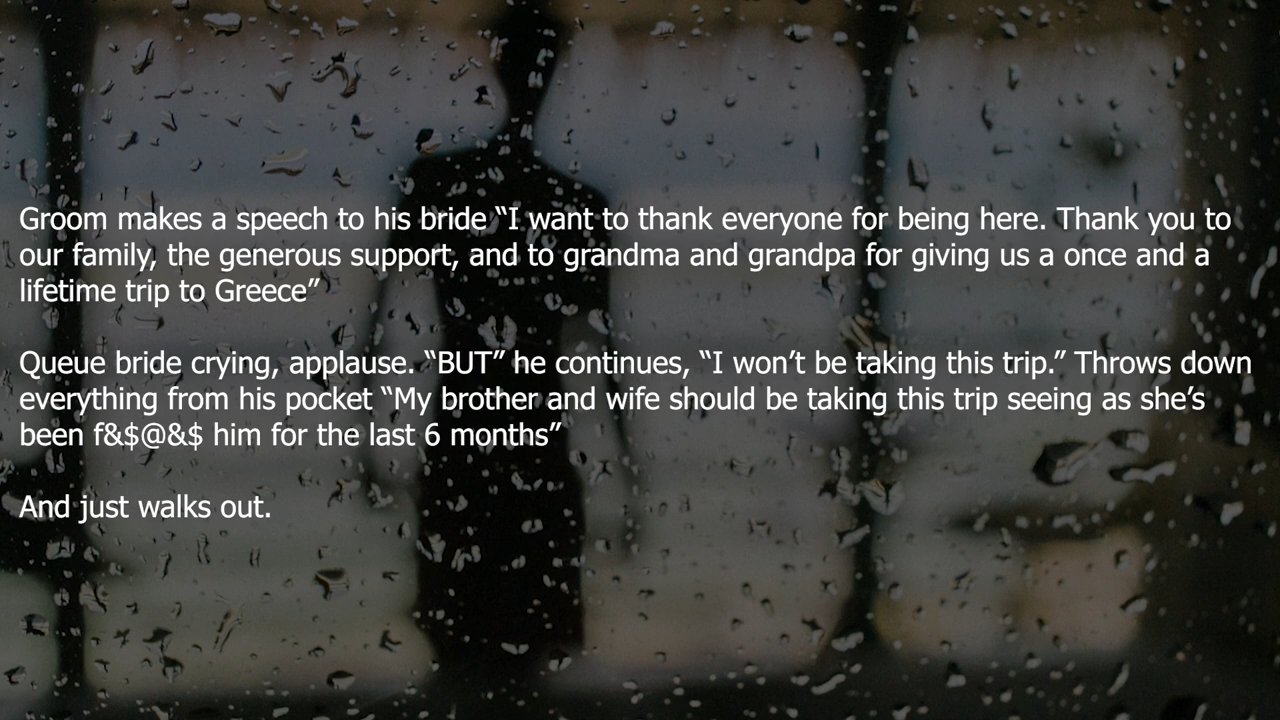 Groom makes a speech to his bride “I want to thank everyone for being here. Thank you to
our family, the generous support, and to grandma and grandpa for giving us a once and a
lifetime trip to Greece”
Queue bride crying, applause. “BUT” he continues, “I won’t be taking this trip.” Throws down
everything from his pocket “My brother and wife should be taking this trip seeing as she’s
been f&$@&$ him for the last 6 months”
And just walks out.